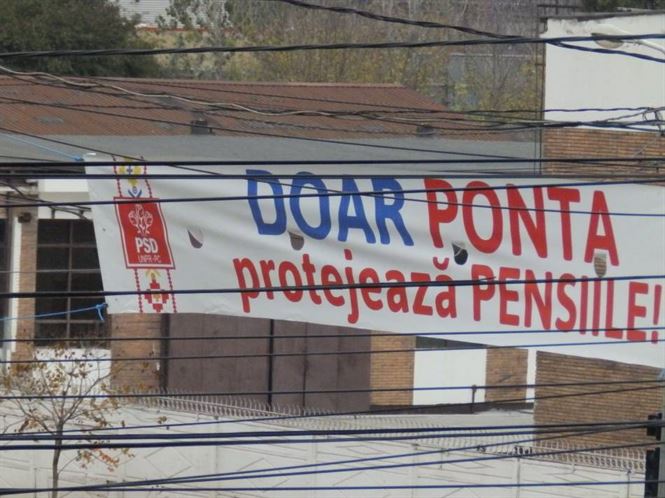 DOAR PONTA
protejează PENSIILE!
PSD
UNPR-PC